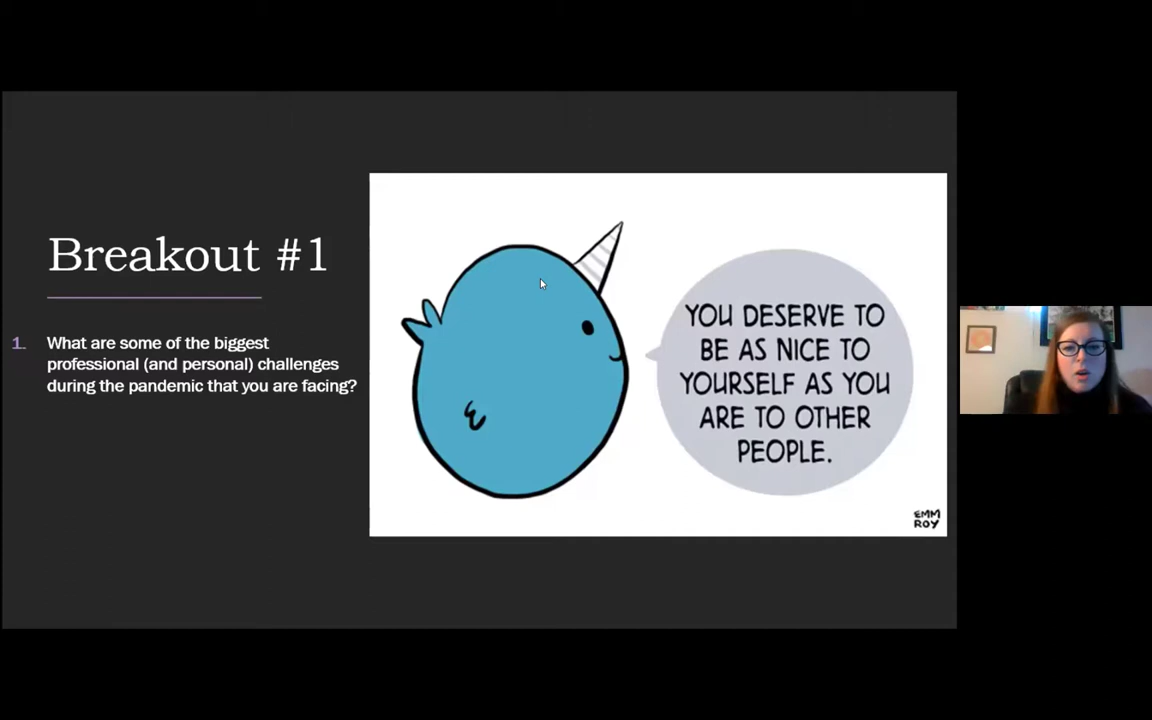 Breakout #1
1. What are some of the biggest
professional (and personal) challenges
during the pandemic that you are facing?
YOU DESERVE TO
BE AS NICE TO
YOURSELF AS YOU
ARE TO OTHER
PEOPLE.
EMM
ROY